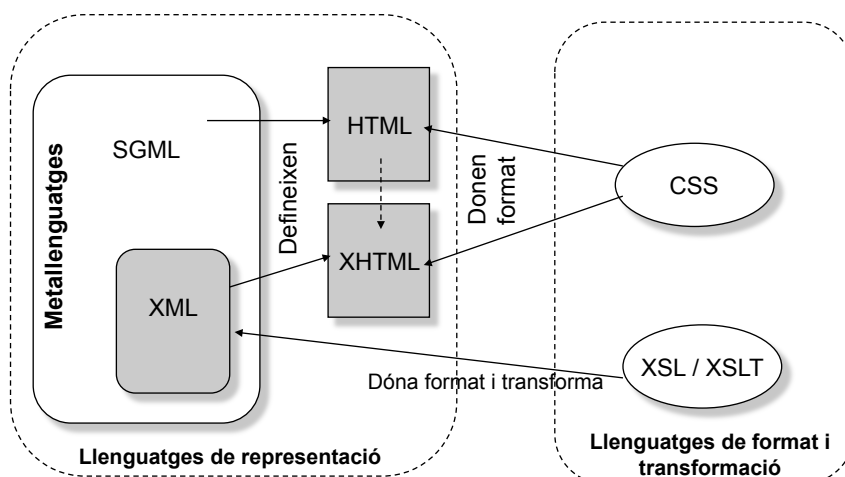 Metallenguatges
SGML
XML
Defineixen
HTML
XHTML
Donen
format
CSS
XSL / XSLT
Dóna format i transforma
Llenguatges de representació
Llenguatges de format i
transformació